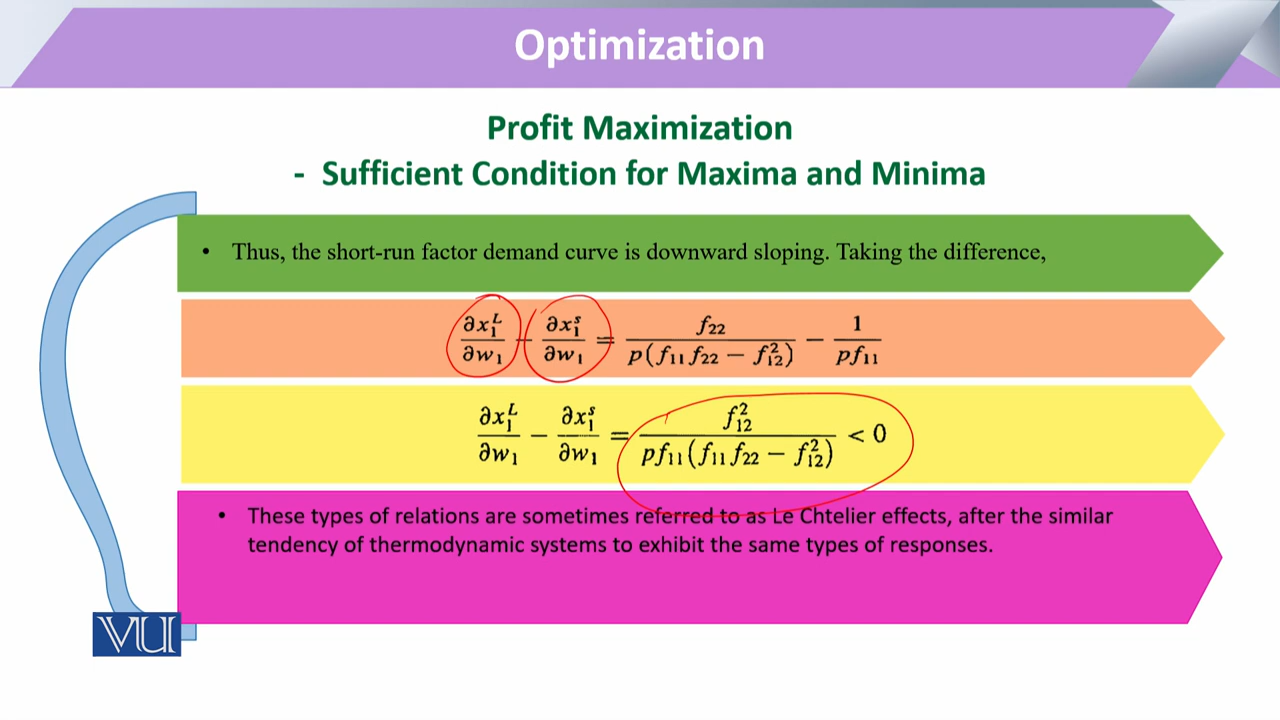 Optimization
Profit Maximization
- Sufficient Condition for Maxima and Minima
• Thus, the short-run factor demand curve is downward sloping. Taking the difference,
∂x₁ᴸ/∂w₁ − ∂x₁ˢ/∂w₁ = f₂₂/p(f₁₁f₂₂ − f₁₂²) − 1/pf₁₁
∂x₁ᴸ/∂w₁ − ∂x₁ˢ/∂w₁ = f₁₂²/pf₁₁(f₁₁f₂₂ − f₁₂²) < 0
• These types of relations are sometimes referred to as Le Chtelier effects, after the similar
tendency of thermodynamic systems to exhibit the same types of responses.
VU